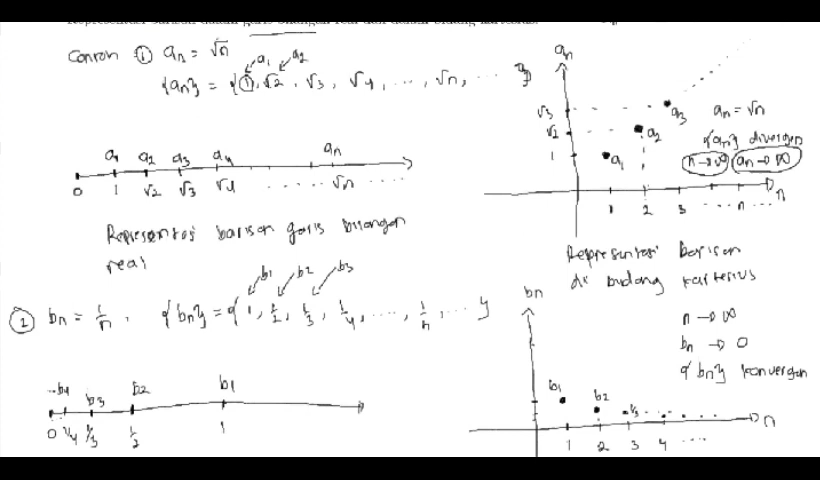 Contoh ① aₙ = √n
a₁ a₂
{aₙ} = {1, √2, √3, √4, ..., √n, ... }
a₁ a₂ a₃ a₄ aₙ
0 1 √2 √3 √4 ....... √n .....
Representasi barisan garis bilangan
real
aₙ
√3
√2
1
a₁
a₂
a₃
aₙ = √n
{aₙ} divergen
n → ∞ aₙ → ∞
1 2 3 ... n ... n
Representasi barisan
di bidang kartesius
② bₙ = 1/n , {bₙ} = { 1, 1/2, 1/3, 1/4, ...., 1/n, ... }
b₁ b₂ b₃
..b₄ b₃ b₂ b₁
0 1/4 1/3 1/2 1
bₙ
n → ∞
bₙ → 0
{bₙ} konvergen
b₁
b₂
1/3
n
1 2 3 4 ....